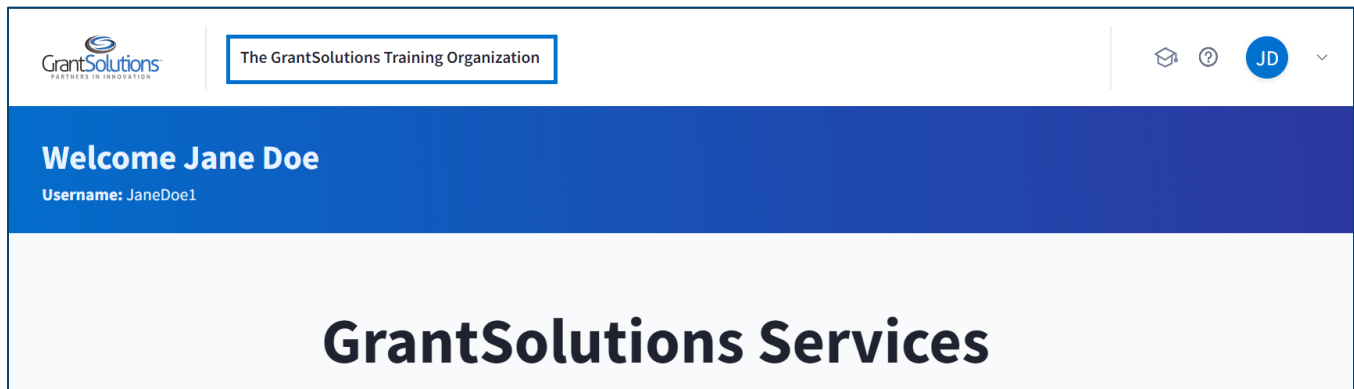 GrantSolutions
PARTNERS IN INNOVATION
The GrantSolutions Training Organization
JD
Welcome Jane Doe
Username: JaneDoe1
GrantSolutions Services